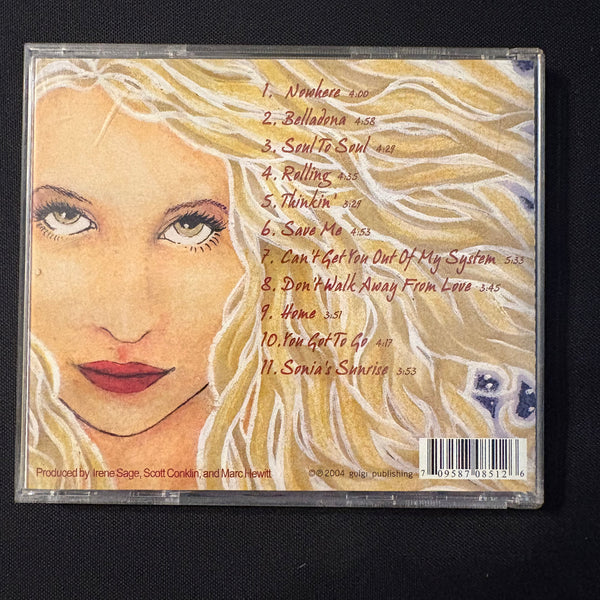 1. Nowhere 4:00
2. Belladona 4:58
3. Soul To Soul 4:29
4. Rolling 4:35
5. Thinkin' 3:29
6. Save Me 4:53
7. Can't Get You Out Of My System 5:33
8. Don't Walk Away From Love 3:45
9. Home 3:51
10. You Got To Go 4:17
11. Sonia's Sunrise 3:53
Produced by Irene Sage, Scott Conklin, and Marc Hewitt
©℗2004 golgi publishing
7 09587 08512 6